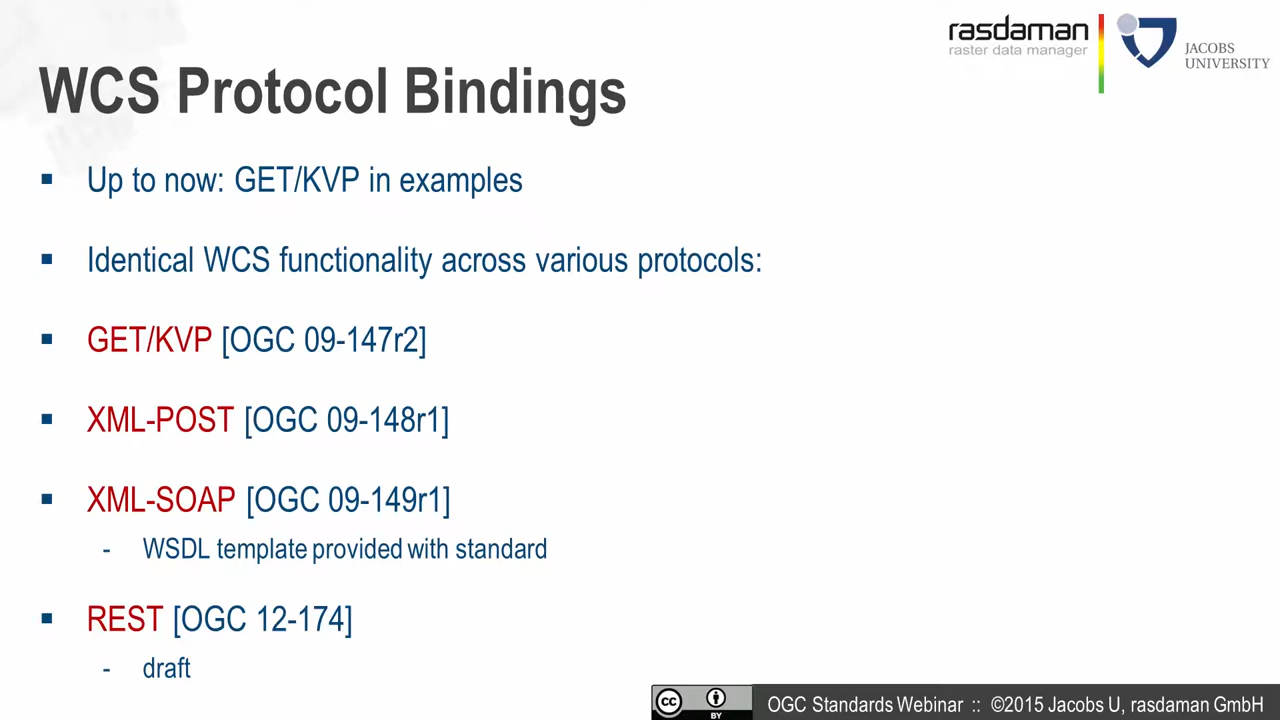 rasdaman
raster data manager
JACOBS
UNIVERSITY
WCS Protocol Bindings
Up to now: GET/KVP in examples
Identical WCS functionality across various protocols:
GET/KVP [OGC 09-147r2]
XML-POST [OGC 09-148r1]
XML-SOAP [OGC 09-149r1]
- WSDL template provided with standard
REST [OGC 12-174]
- draft
cc BY
OGC Standards Webinar :: ©2015 Jacobs U, rasdaman GmbH